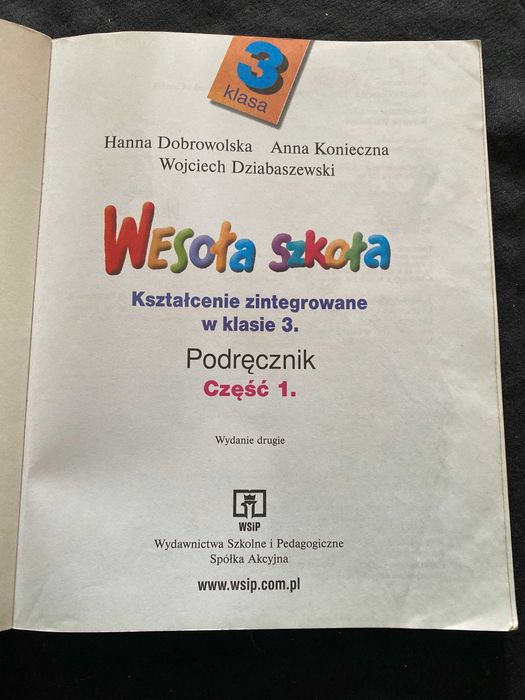 3
klasa
Hanna Dobrowolska Anna Konieczna
Wojciech Dziabaszewski
Wesoła szkoła
Kształcenie zintegrowane
w klasie 3.
Podręcznik
Część 1.
Wydanie drugie
WSiP
Wydawnictwa Szkolne i Pedagogiczne
Spółka Akcyjna
www.wsip.com.pl